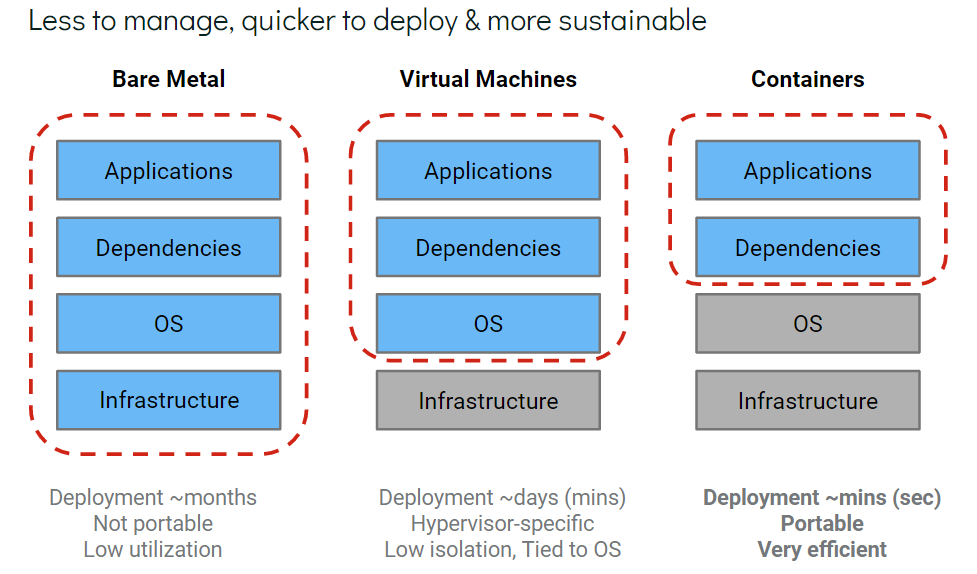 Less to manage, quicker to deploy & more sustainable
Bare Metal
Applications
Dependencies
OS
Infrastructure
Deployment ~months
Not portable
Low utilization
Virtual Machines
Applications
Dependencies
OS
Infrastructure
Deployment ~days (mins)
Hypervisor-specific
Low isolation, Tied to OS
Containers
Applications
Dependencies
OS
Infrastructure
Deployment ~mins (sec)
Portable
Very efficient